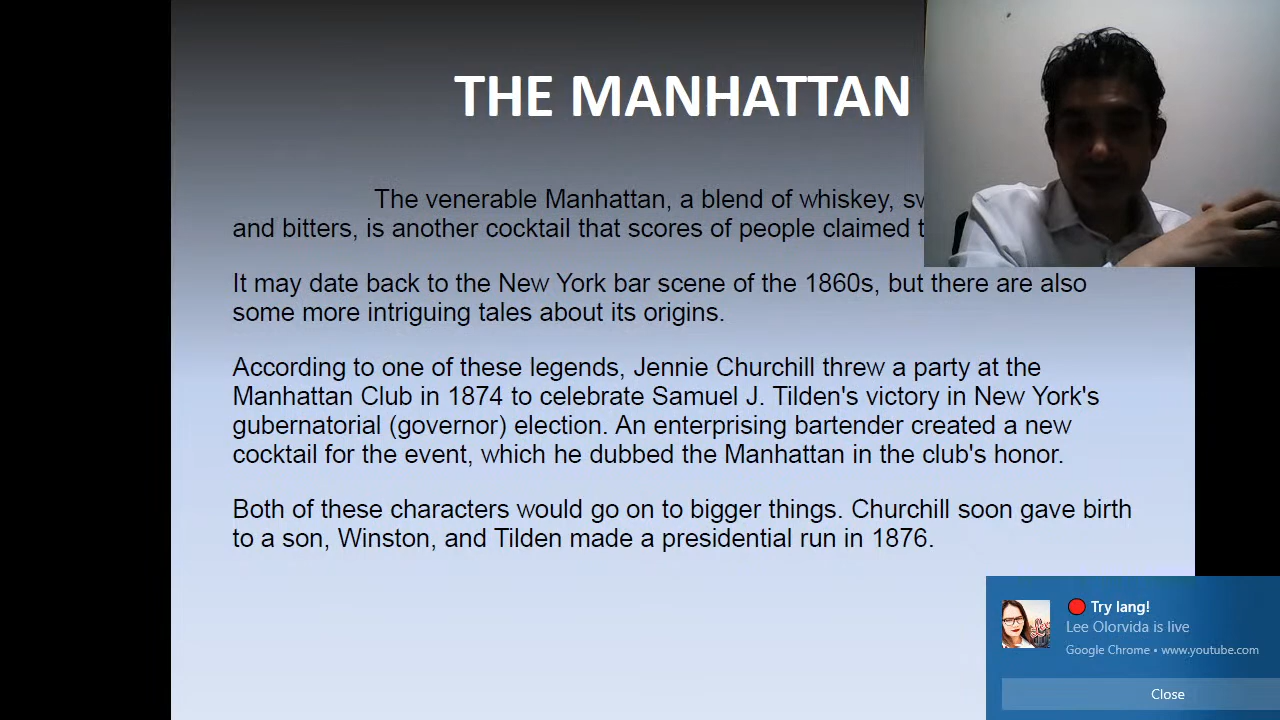 THE MANHATTAN
The venerable Manhattan, a blend of whiskey,
and bitters, is another cocktail that scores of people claimed
It may date back to the New York bar scene of the 1860s, but there are also
some more intriguing tales about its origins.
According to one of these legends, Jennie Churchill threw a party at the
Manhattan Club in 1874 to celebrate Samuel J. Tilden's victory in New York's
gubernatorial (governor) election. An enterprising bartender created a new
cocktail for the event, which he dubbed the Manhattan in the club's honor.
Both of these characters would go on to bigger things. Churchill soon gave birth
to a son, Winston, and Tilden made a presidential run in 1876.
Try lang!
Lee Olorvida is live
Google Chrome • www.youtube.com
Close